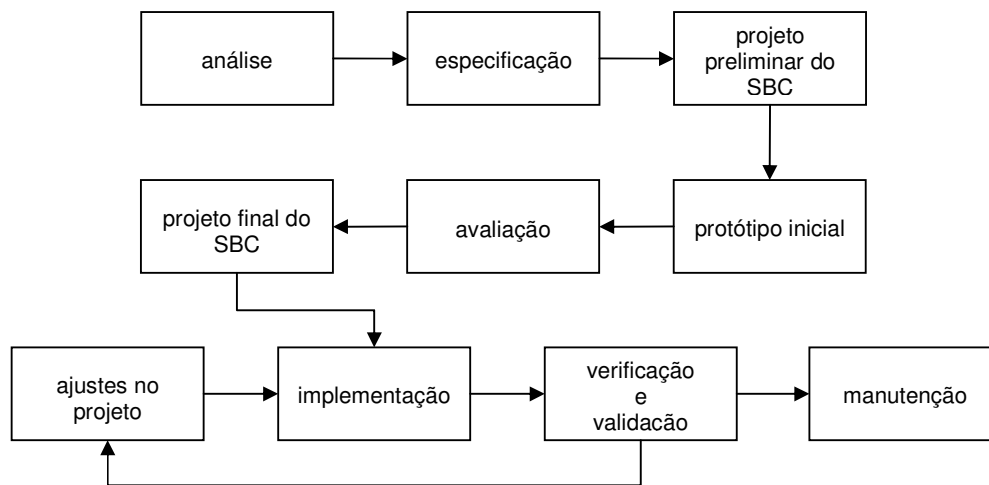 análise
especificação
projeto
preliminar do
SBC
projeto final do
SBC
avaliação
protótipo inicial
ajustes no
projeto
implementação
verificação
e
validacão
manutenção